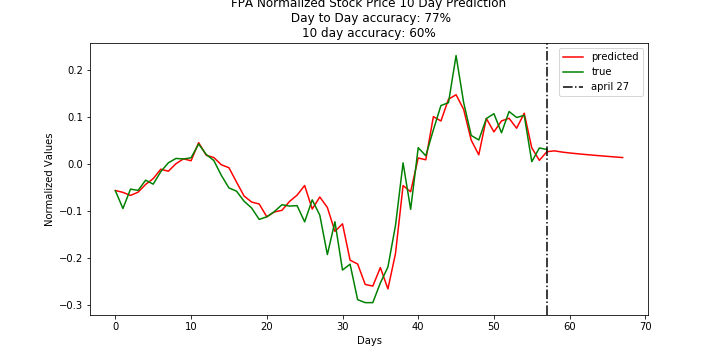 FPA Normalized Stock Price 10 Day Prediction
Day to Day accuracy: 77%
10 day accuracy: 60%
predicted
true
april 27
Normalized Values
0.2
0.1
0.0
−0.1
−0.2
−0.3
0 10 20 30 40 50 60 70
Days